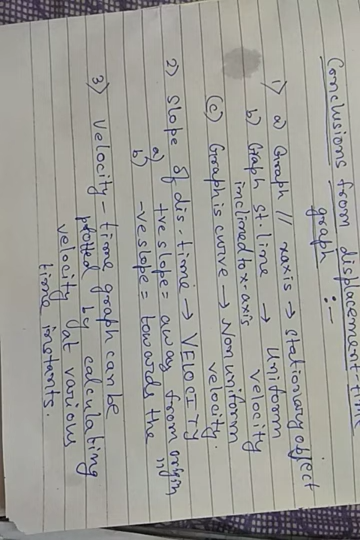 Conclusions from displacement-time
graph :-
1) a) Graph // xaxis → stationary object
b) Graph st. line → Uniform
inclined to x-axis velocity
(c) Graph is curve → Non uniform
velocity.
2) Slope of dis-time → VELOCITY
a) +ve slope = away from origin
b) -ve slope = towards the "
3) Velocity - time graph can be
plotted by calculating
velocity at various
time instants.